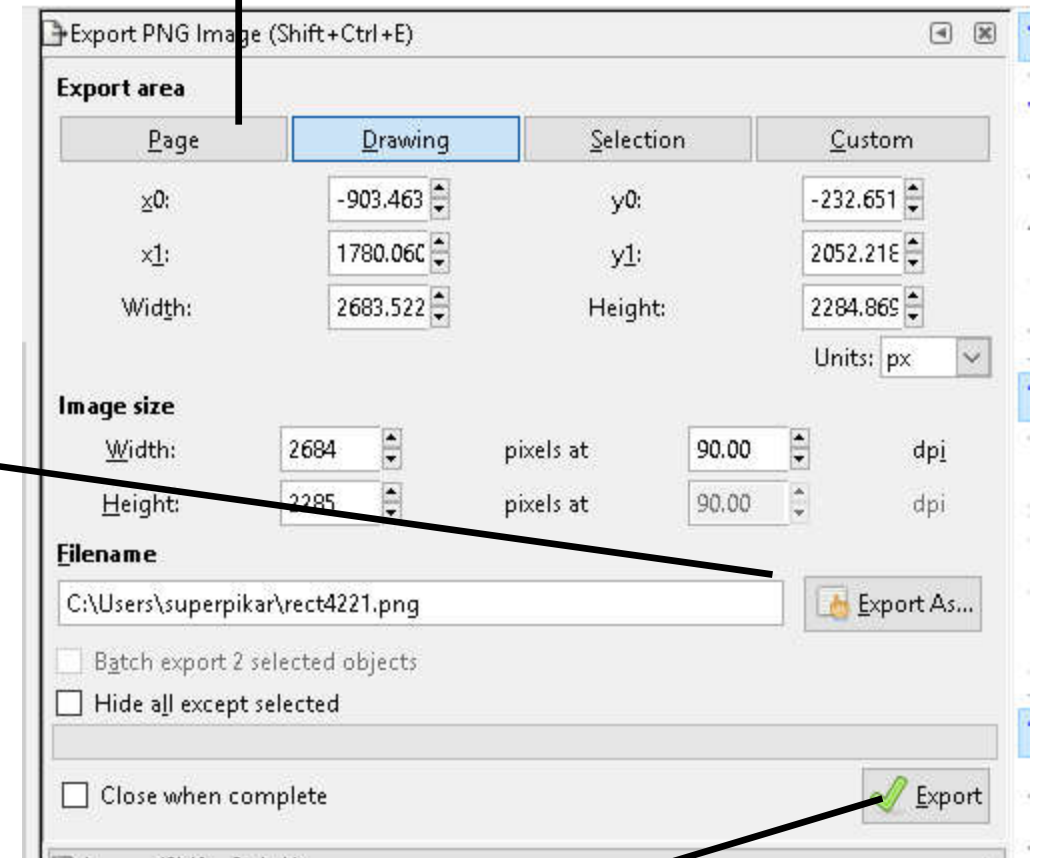 Export PNG Image (Shift+Ctrl+E)
Export area
Page Drawing Selection Custom
x0: -903.463 y0: -232.651
x1: 1780.060 y1: 2052.218
Width: 2683.522 Height: 2284.869
Units: px
Image size
Width: 2684 pixels at 90.00 dpi
Height: 2285 pixels at 90.00 dpi
Filename
C:\Users\superpikar\rect4221.png Export As...
Batch export 2 selected objects
Hide all except selected
Close when complete Export